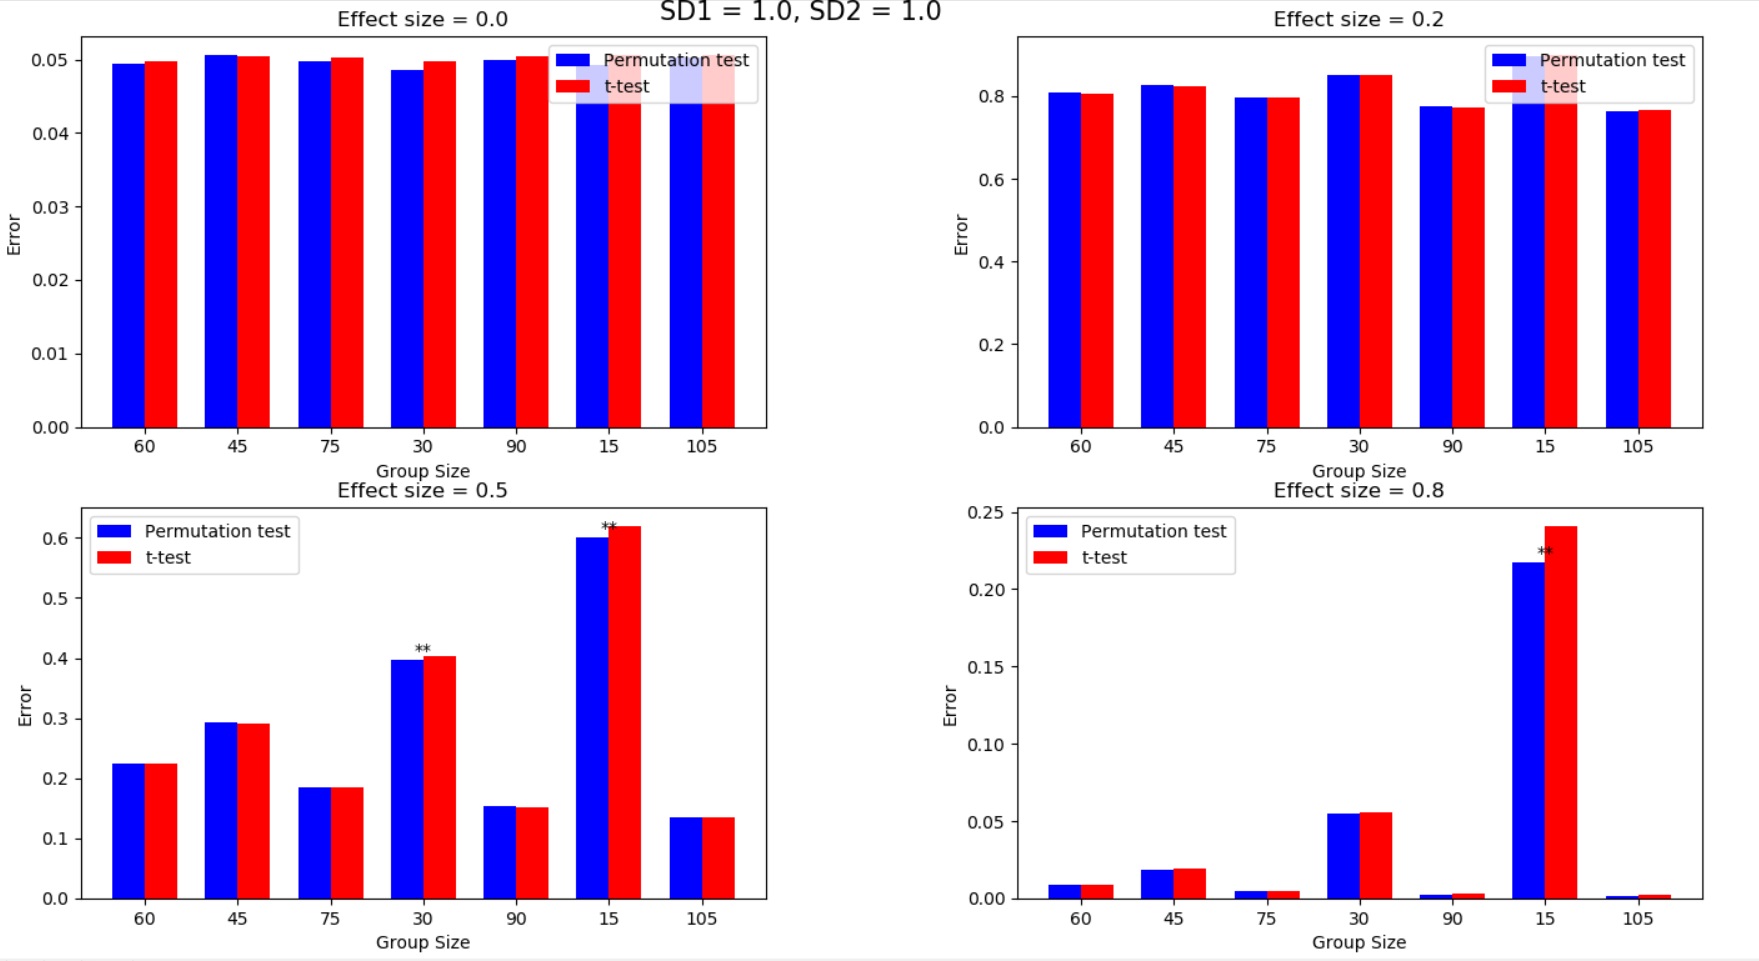 SD1 = 1.0, SD2 = 1.0
Effect size = 0.0
0.05
0.04
0.03
0.02
0.01
0.00
Error
Permutation test
t-test
60 45 75 30 90 15 105
Group Size
Effect size = 0.2
0.8
0.6
0.4
0.2
0.0
Error
Permutation test
t-test
60 45 75 30 90 15 105
Group Size
Effect size = 0.5
0.6
0.5
0.4
0.3
0.2
0.1
0.0
Error
Permutation test
t-test
**
**
60 45 75 30 90 15 105
Group Size
Effect size = 0.8
0.25
0.20
0.15
0.10
0.05
0.00
Error
Permutation test
t-test
**
60 45 75 30 90 15 105
Group Size